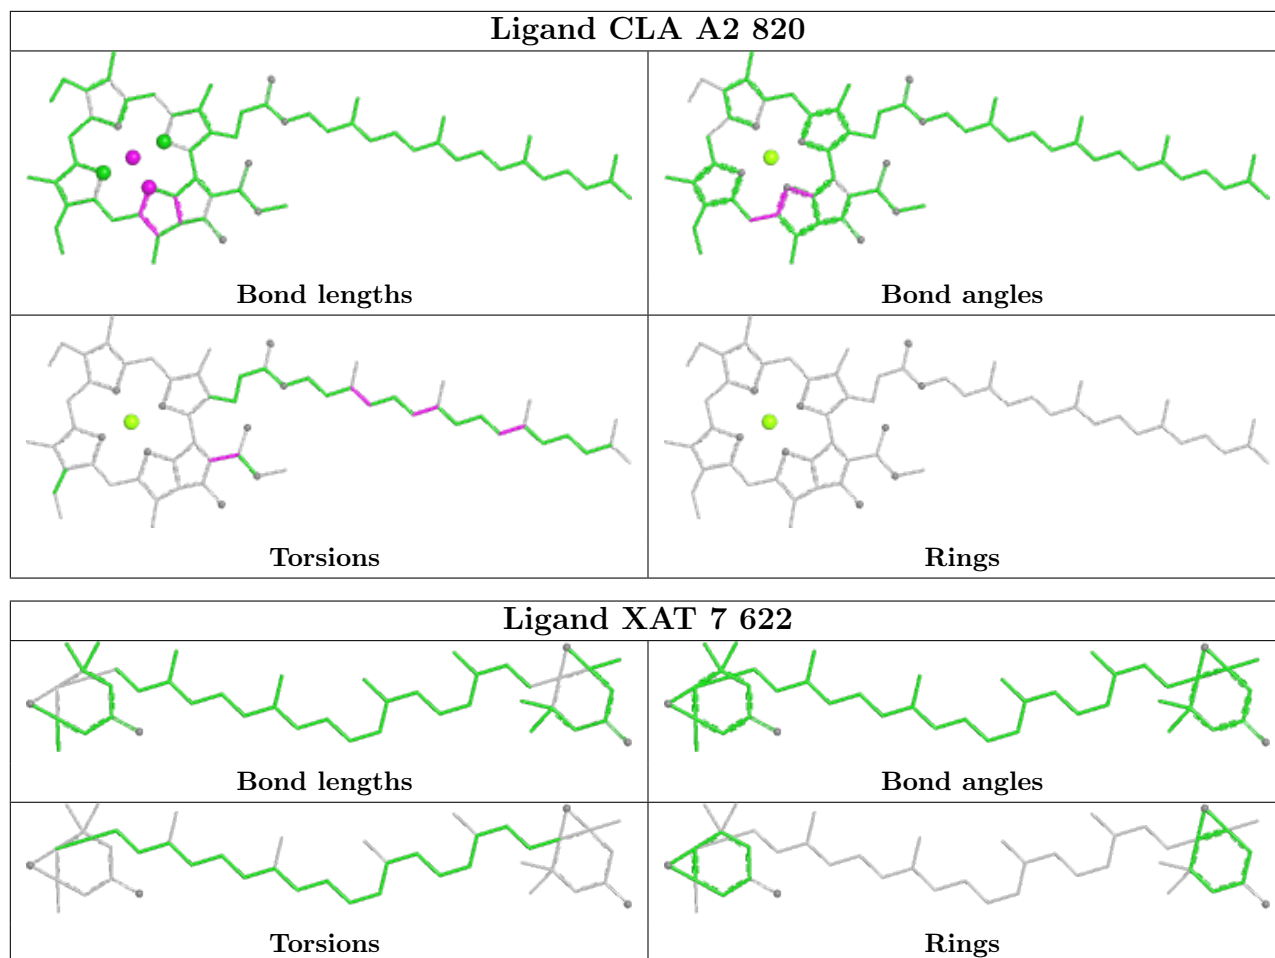 Ligand CLA A2 820
Bond lengths
Bond angles
Torsions
Rings
Ligand XAT 7 622
Bond lengths
Bond angles
Torsions
Rings